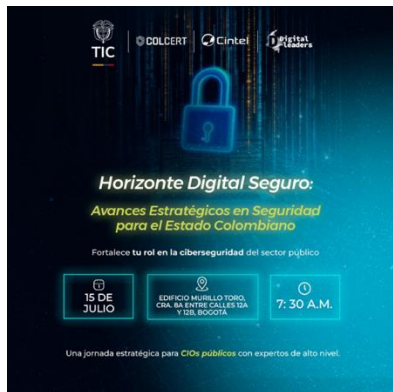 TIC
COLCERT
Cintel
Digital
leaders
Horizonte Digital Seguro:
Avances Estratégicos en Seguridad
para el Estado Colombiano
Fortalece tu rol en la ciberseguridad del sector público
15 DE
JULIO
EDIFICIO MURILLO TORO,
CRA. 8A ENTRE CALLES 12A
Y 12B, BOGOTÁ
7: 30 A.M.
Una jornada estratégica para CIOs públicos con expertos de alto nivel.